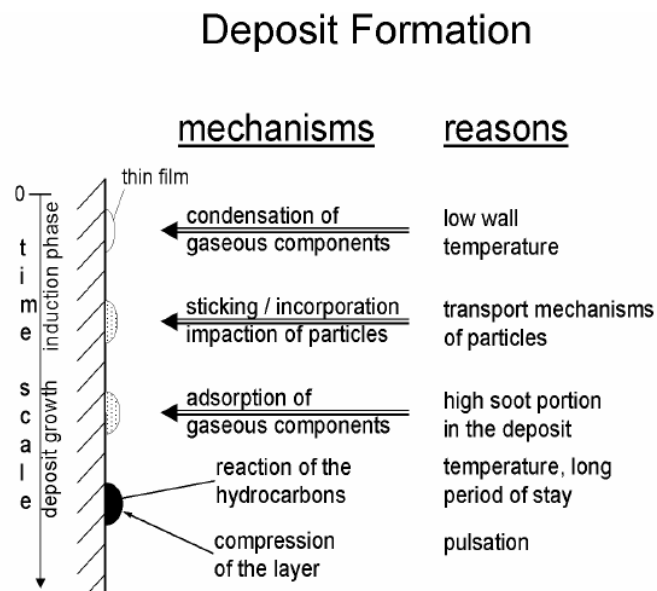 Deposit Formation
mechanisms
reasons
thin film
0
time scale
induction phase
deposit growth
condensation of
gaseous components
low wall
temperature
sticking / incorporation
impaction of particles
transport mechanisms
of particles
adsorption of
gaseous components
high soot portion
in the deposit
reaction of the
hydrocarbons
temperature, long
period of stay
compression
of the layer
pulsation